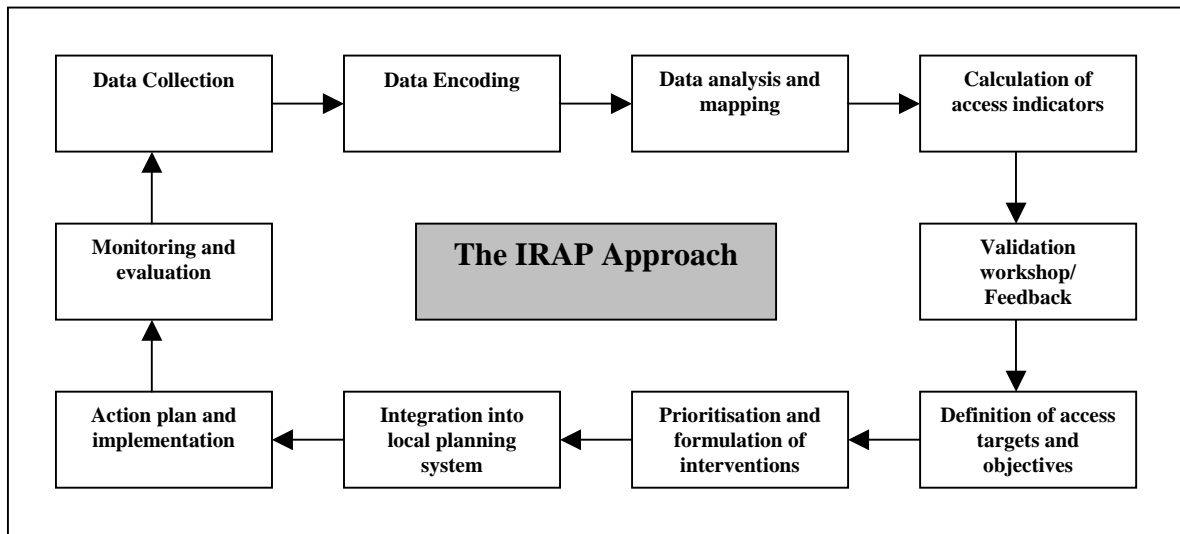 Data Collection
Data Encoding
Data analysis and
mapping
Calculation of
access indicators
Monitoring and
evaluation
The IRAP Approach
Validation
workshop/
Feedback
Action plan and
implementation
Integration into
local planning
system
Prioritisation and
formulation of
interventions
Definition of access
targets and
objectives